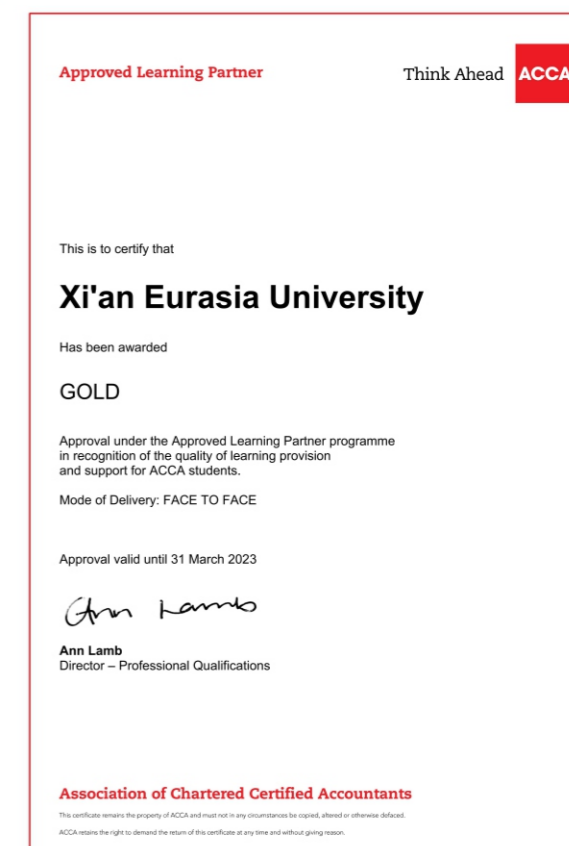 Approved Learning Partner
Think Ahead ACCA
This is to certify that
Xi'an Eurasia University
Has been awarded
GOLD
Approval under the Approved Learning Partner programme
in recognition of the quality of learning provision
and support for ACCA students.
Mode of Delivery: FACE TO FACE
Approval valid until 31 March 2023
Ann Lamb
Ann Lamb
Director – Professional Qualifications
Association of Chartered Certified Accountants
This certificate remains the property of ACCA and must not in any circumstances be copied, altered or otherwise defaced.
ACCA retains the right to demand the return of this certificate at any time and without giving reason.